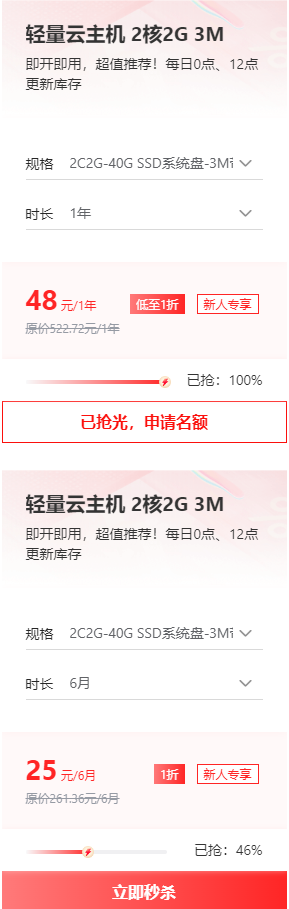 轻量云主机 2核2G 3M
即开即用，超值推荐！每日0点、12点
更新库存
规格 2C2G-40G SSD系统盘-3M
时长 1年
48 元/1年 低至1折 新人专享
原价522.72元/1年
已抢：100%
已抢光，申请名额
轻量云主机 2核2G 3M
即开即用，超值推荐！每日0点、12点
更新库存
规格 2C2G-40G SSD系统盘-3M
时长 6月
25 元/6月 1折 新人专享
原价261.36元/6月
已抢：46%
立即秒杀